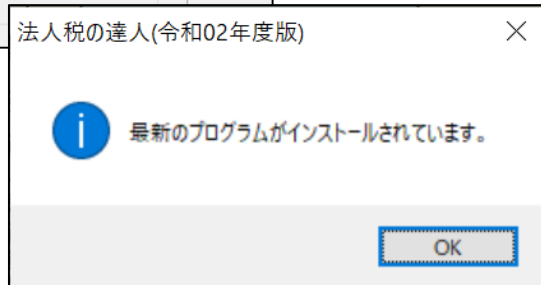 法人税の達人(令和02年度版)
最新のプログラムがインストールされています。
OK